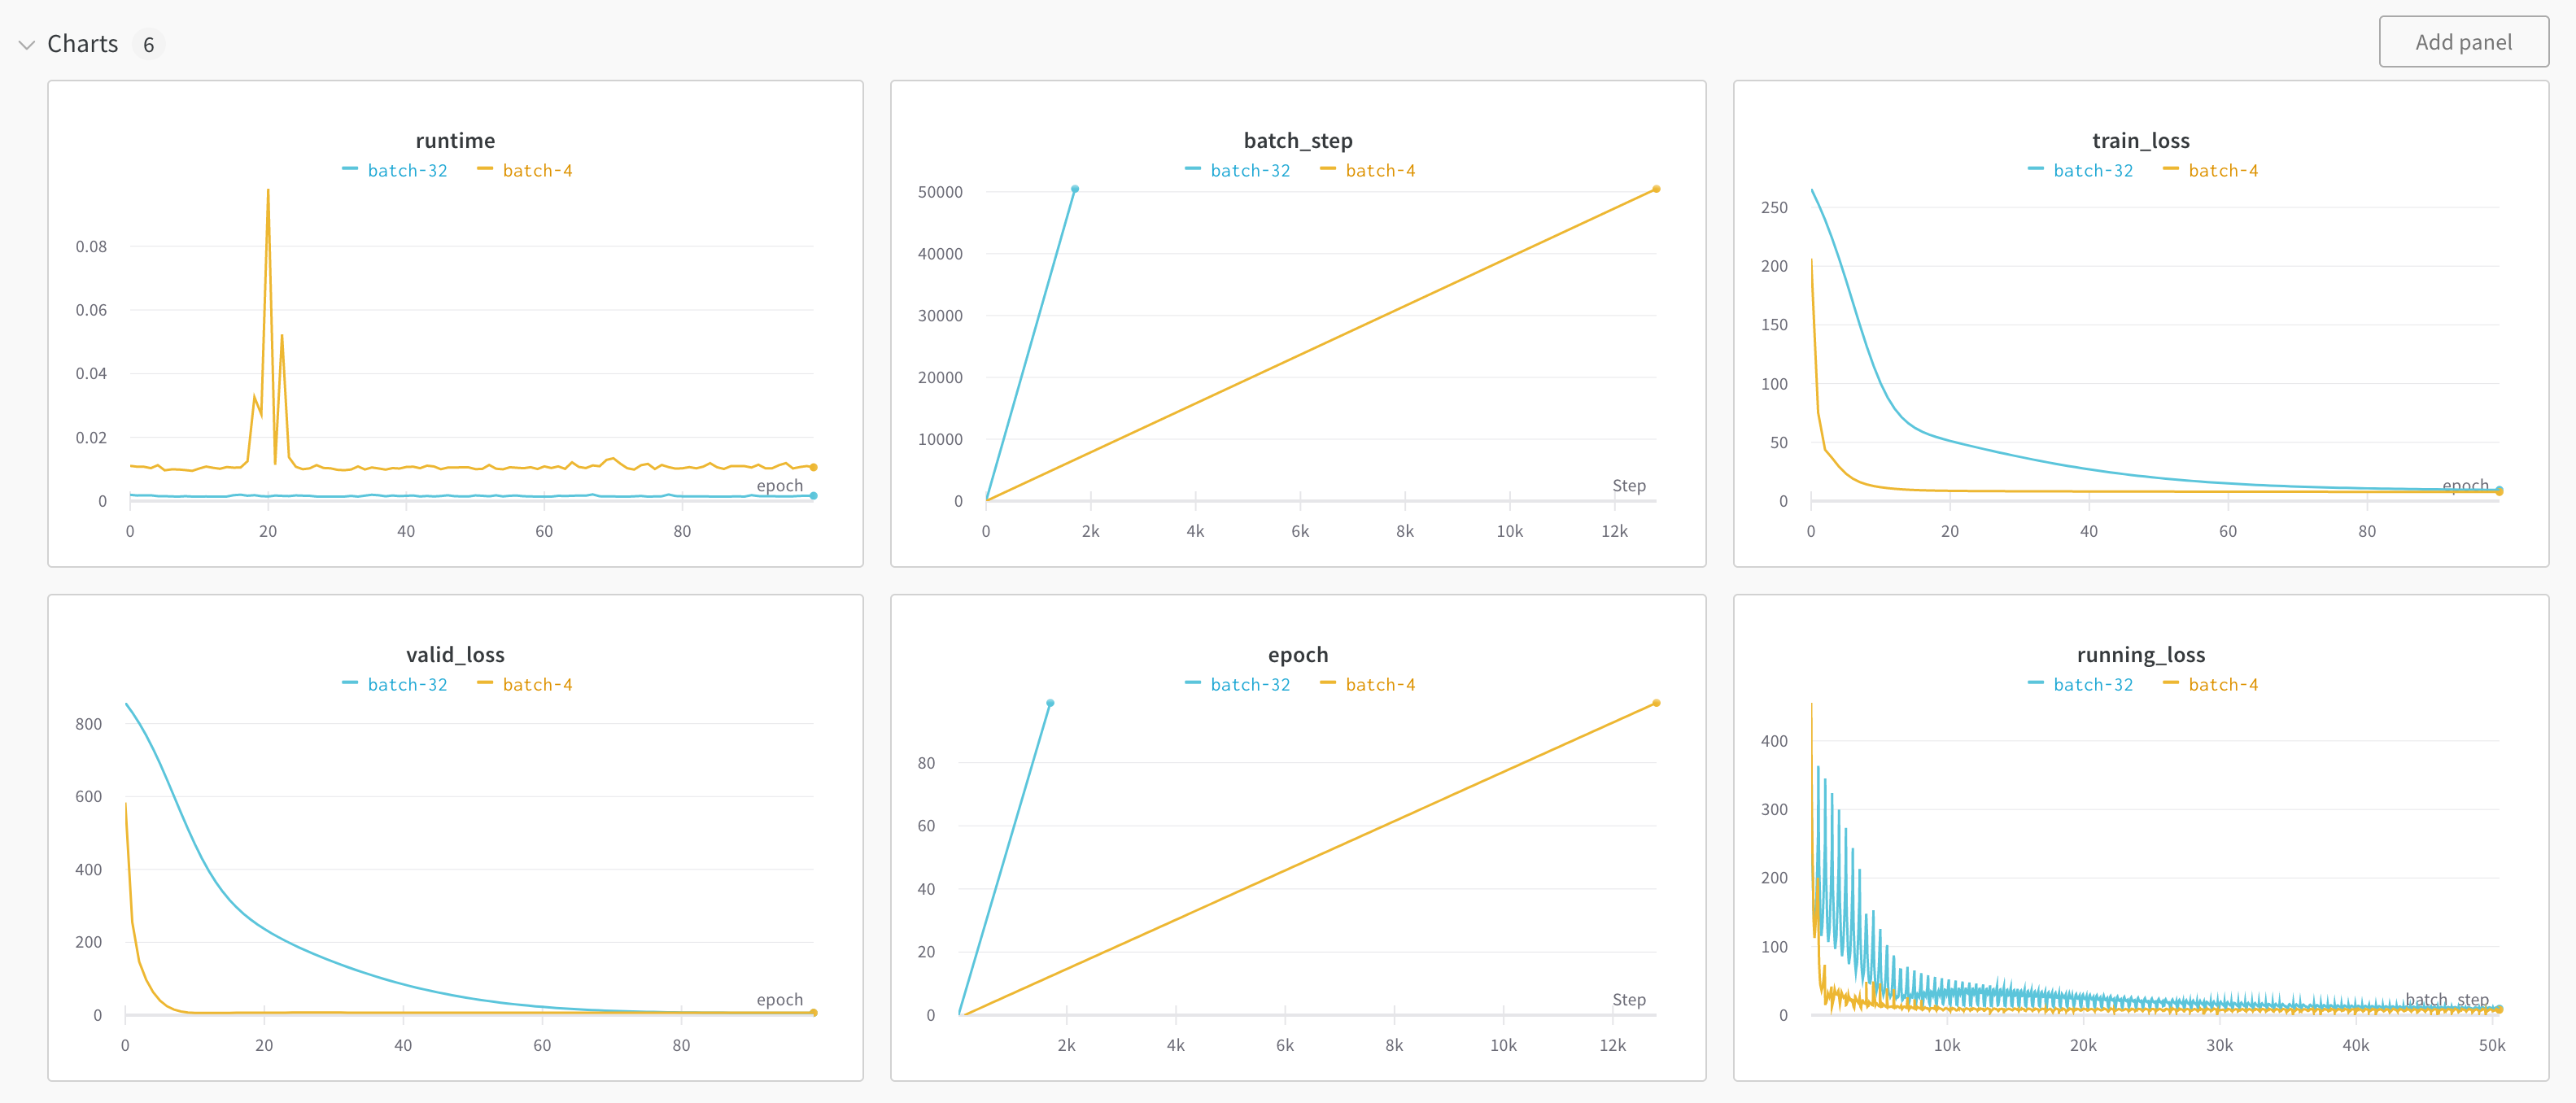 Charts 6
Add panel
runtime
batch-32 batch-4
0.08
0.06
0.04
0.02
0
epoch
0 20 40 60 80
batch_step
batch-32 batch-4
50000
40000
30000
20000
10000
0
Step
0 2k 4k 6k 8k 10k 12k
train_loss
batch-32 batch-4
250
200
150
100
50
0
epoch
0 20 40 60 80
valid_loss
batch-32 batch-4
800
600
400
200
0
epoch
0 20 40 60 80
epoch
batch-32 batch-4
80
60
40
20
0
Step
2k 4k 6k 8k 10k 12k
running_loss
batch-32 batch-4
400
300
200
100
0
batch_step
10k 20k 30k 40k 50k